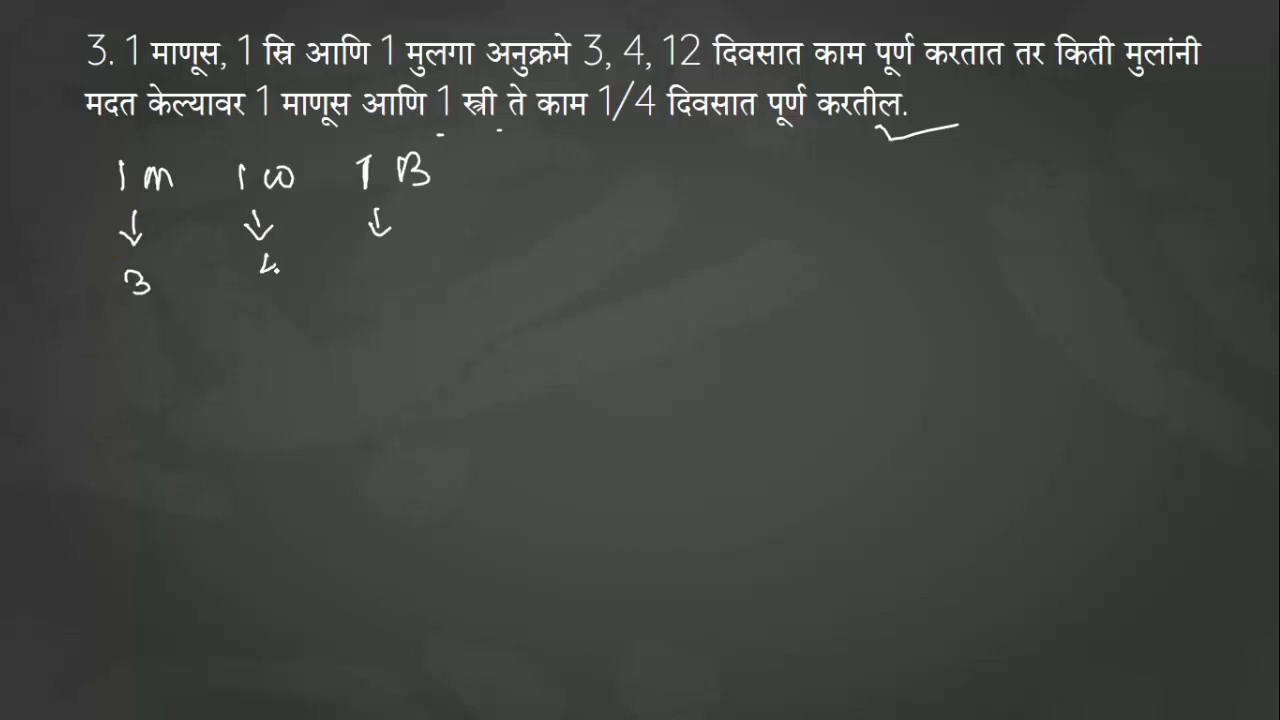 3. 1 माणूस, 1 स्त्रि आणि 1 मुलगा अनुक्रमे 3, 4, 12 दिवसात काम पूर्ण करतात तर किती मुलांनी
मदत केल्यावर 1 माणूस आणि 1 स्त्री ते काम 1/4 दिवसात पूर्ण करतील.
1 m 1 w 1 B
3 4